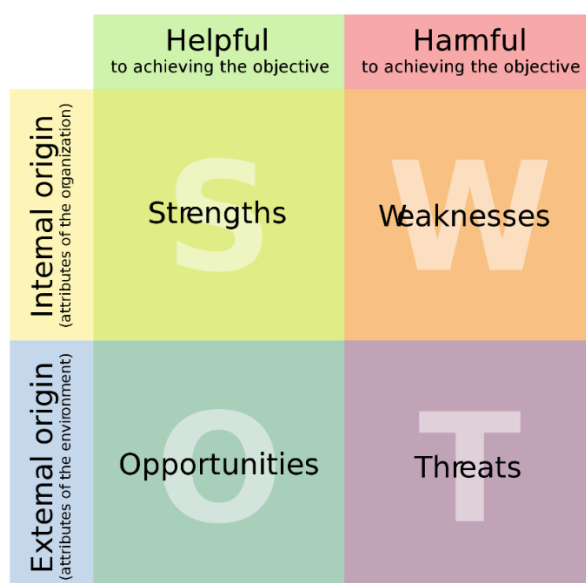 Helpful
to achieving the objective
Harmful
to achieving the objective
Internal origin
(attributes of the organization)
S
Strengths
W
Weaknesses
External origin
(attributes of the environment)
O
Opportunities
T
Threats